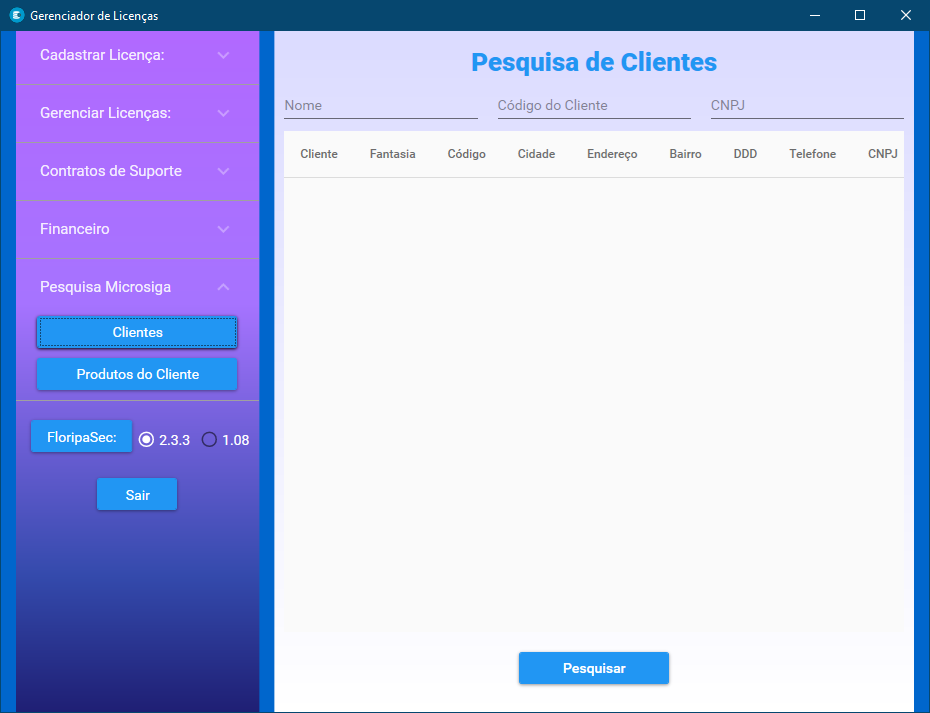 Gerenciador de Licenças
Cadastrar Licença:
Gerenciar Licenças:
Contratos de Suporte
Financeiro
Pesquisa Microsiga
Clientes
Produtos do Cliente
FloripaSec: 2.3.3 1.08
Sair
Pesquisa de Clientes
Nome Código do Cliente CNPJ
Cliente Fantasia Código Cidade Endereço Bairro DDD Telefone CNPJ
Pesquisar